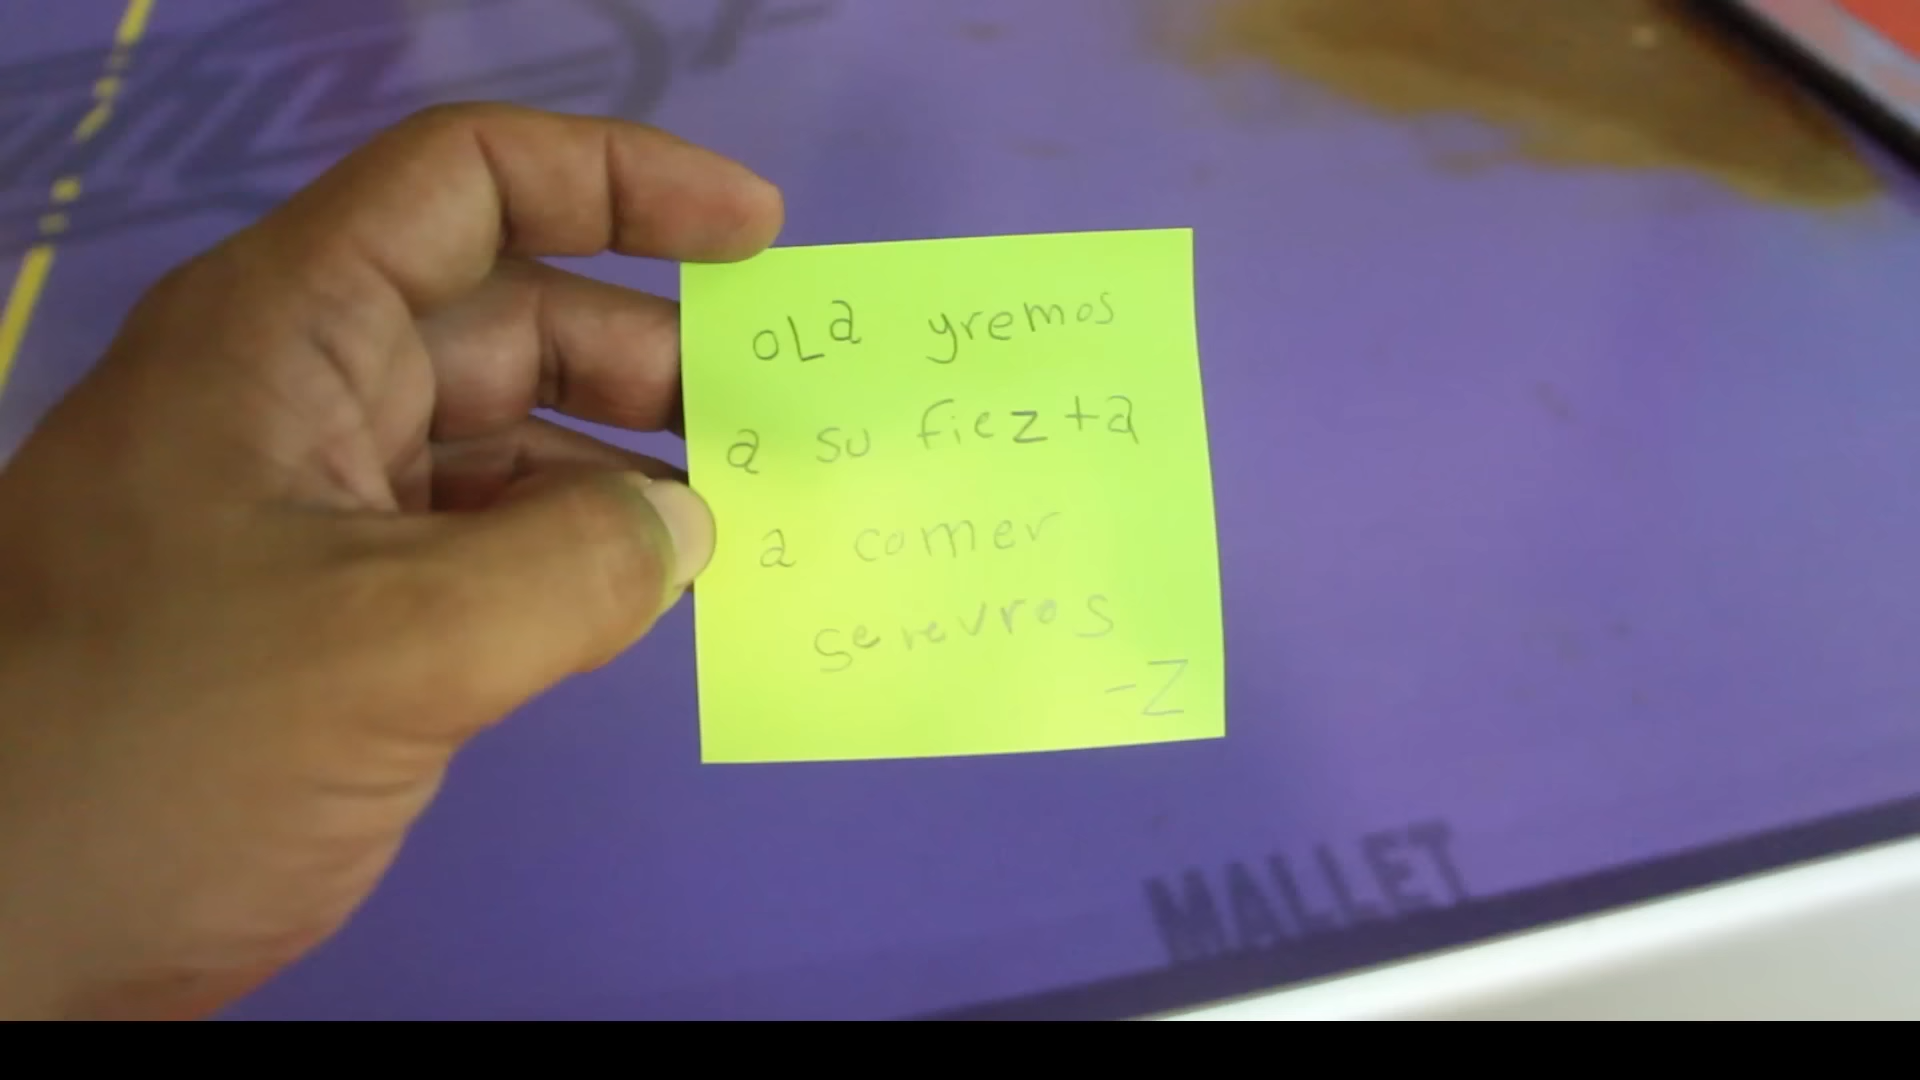 oLa yremos
a su fiezta
a comer
serevros
-Z
MALLET